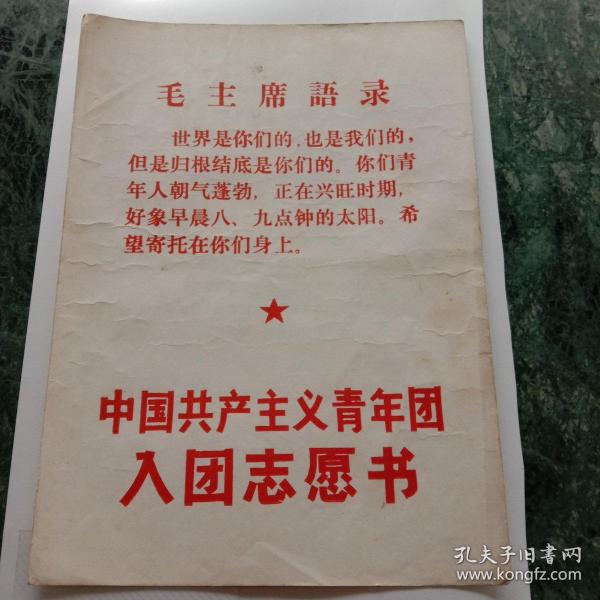 毛主席語录
世界是你们的，也是我们的，
但是归根结底是你们的。你们青
年人朝气蓬勃，正在兴旺时期，
好象早晨八、九点钟的太阳。希
望寄托在你们身上。
中国共产主义青年团
入团志愿书
孔夫子旧書网
www.kongfz.com